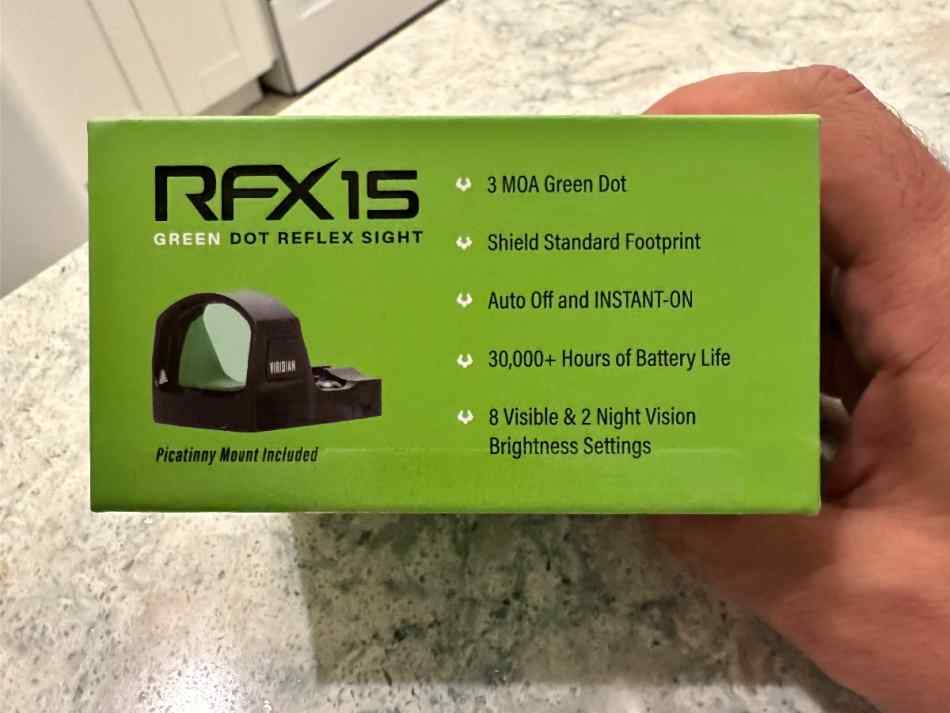 RFX15
GREEN DOT REFLEX SIGHT
VIRIDIAN
Picatinny Mount Included
3 MOA Green Dot
Shield Standard Footprint
Auto Off and INSTANT-ON
30,000+ Hours of Battery Life
8 Visible & 2 Night Vision
Brightness Settings